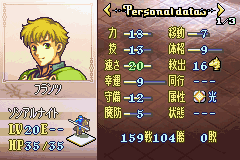 Personal data
1/3
力 13 移動 7
技 13 体格 9
速さ 20 救出 16
幸運 9 同行 ---
守備 12 属性 光
魔防 5 状態 ---
フランツ
ソシアルナイト
LV 20 E --
HP 35/35
159戦 104勝 0敗